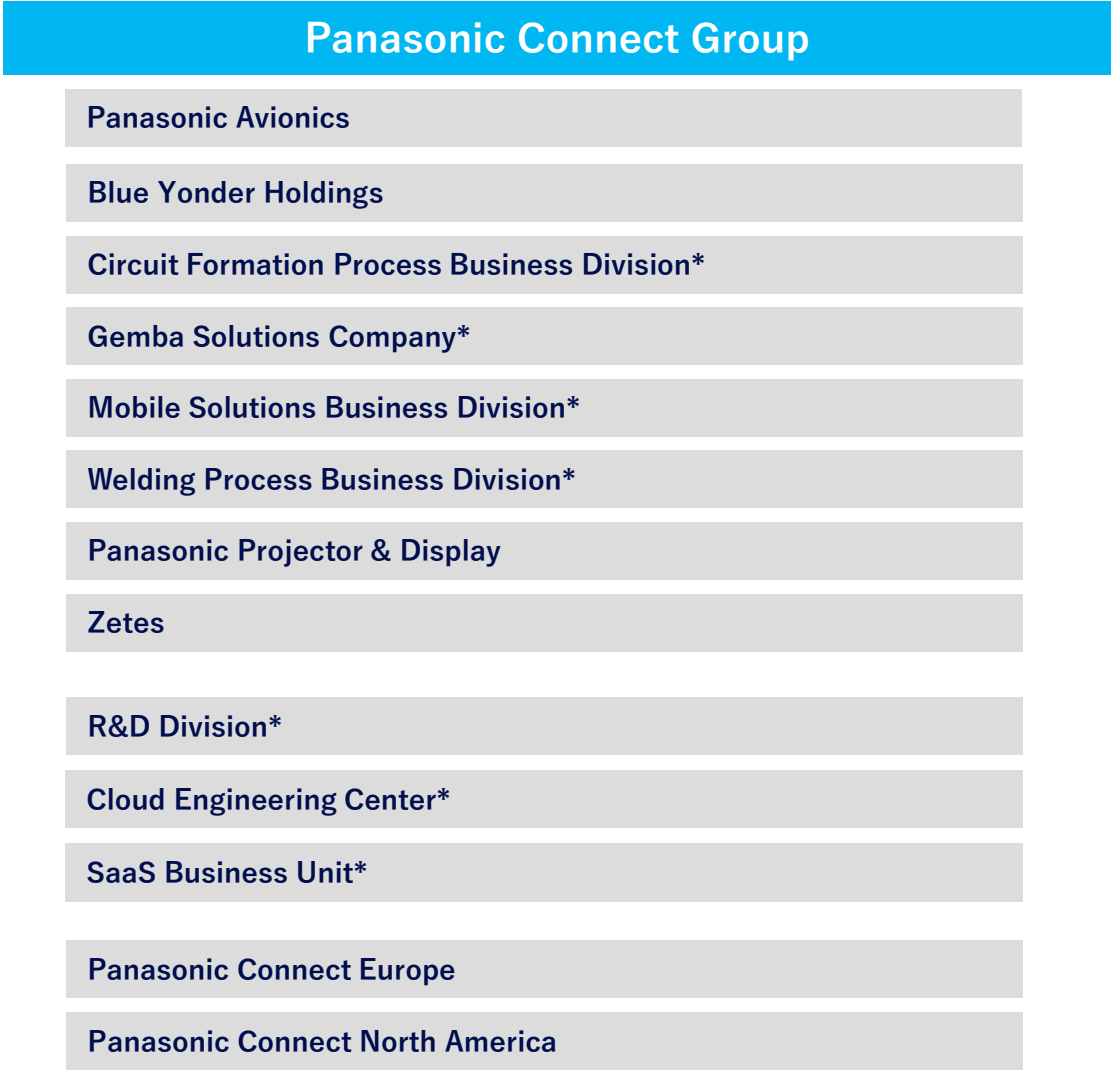 Panasonic Connect Group
Panasonic Avionics
Blue Yonder Holdings
Circuit Formation Process Business Division*
Gemba Solutions Company*
Mobile Solutions Business Division*
Welding Process Business Division*
Panasonic Projector & Display
Zetes
R&D Division*
Cloud Engineering Center*
SaaS Business Unit*
Panasonic Connect Europe
Panasonic Connect North America